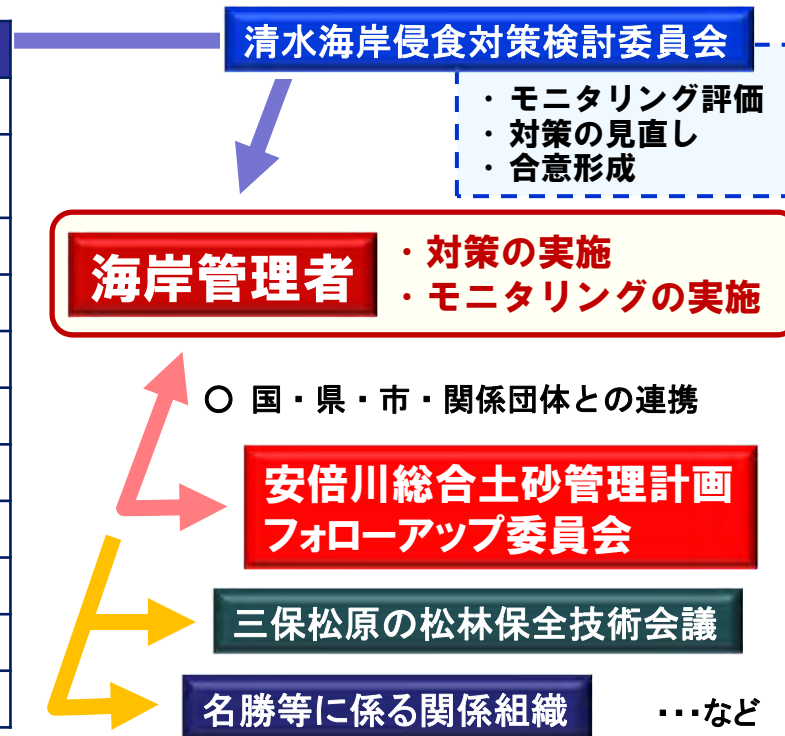 清水海岸侵食対策検討委員会
・ モニタリング評価
・ 対策の見直し
・ 合意形成
海岸管理者
・ 対策の実施
・ モニタリングの実施
○ 国・県・市・関係団体との連携
安倍川総合土砂管理計画
フォローアップ委員会
三保松原の松林保全技術会議
名勝等に係る関係組織
・・・など